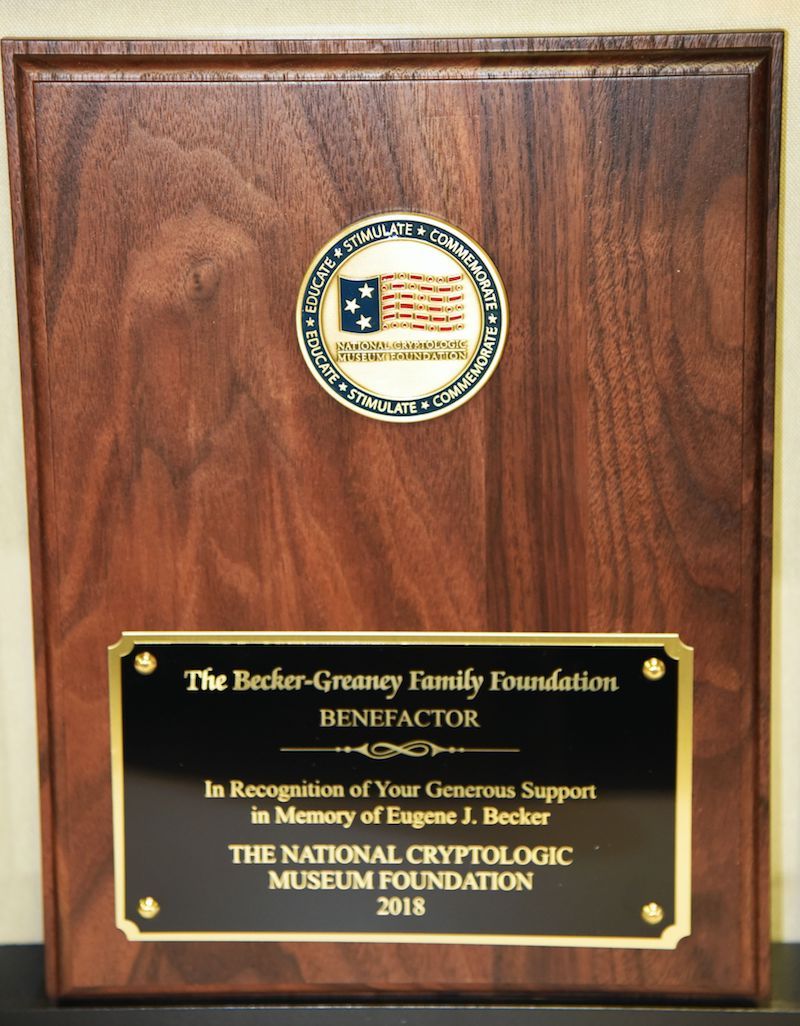 EDUCATE ★ STIMULATE ★ COMMEMORATE ★
NATIONAL CRYPTOLOGIC
MUSEUM FOUNDATION
EDUCATE ★ STIMULATE ★ COMMEMORATE ★
The Becker-Greaney Family Foundation
BENEFACTOR
In Recognition of Your Generous Support
in Memory of Eugene J. Becker
THE NATIONAL CRYPTOLOGIC
MUSEUM FOUNDATION
2018